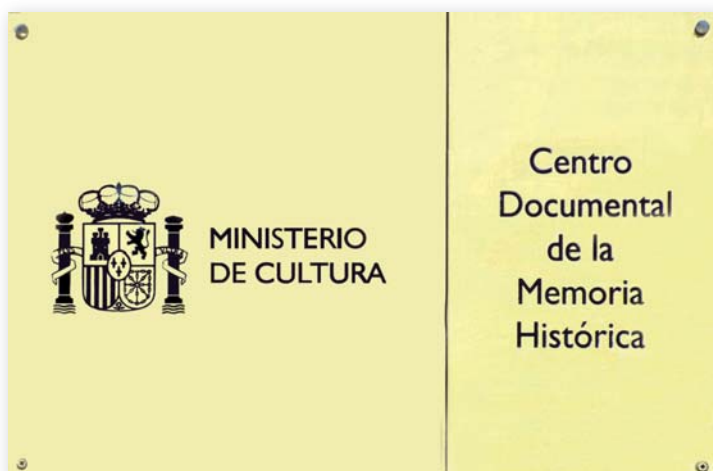 MINISTERIO
DE CULTURA
Centro
Documental
de la
Memoria
Histórica